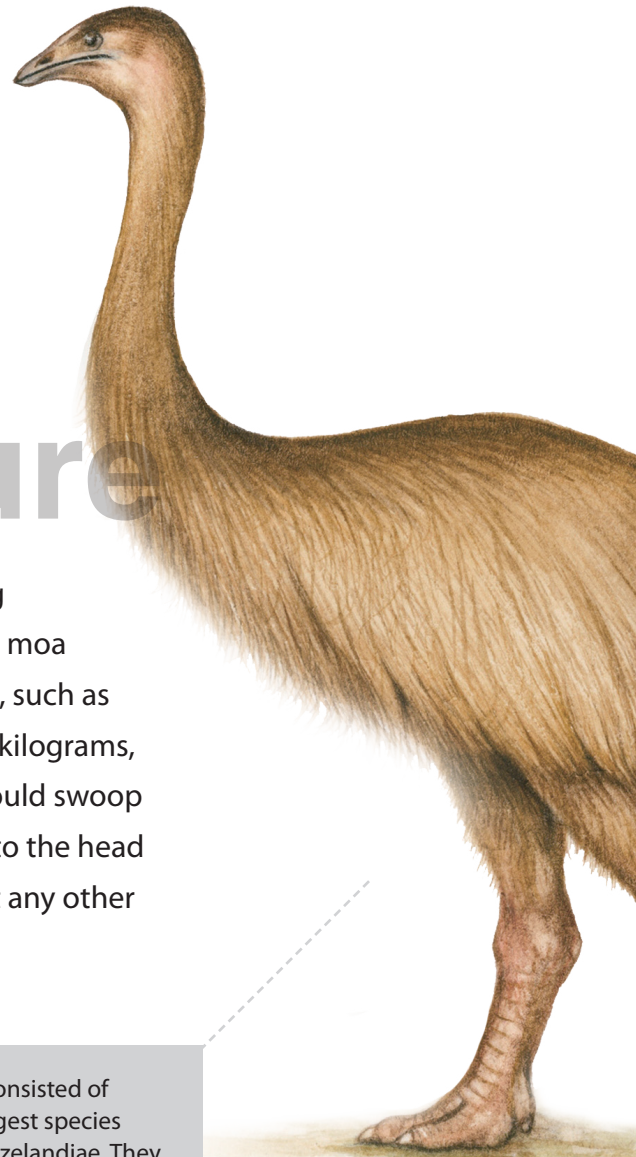 ure
moa
, such as
kilograms,
ould swoop
to the head
any other
onsisted of
gest species
zelandiae. They